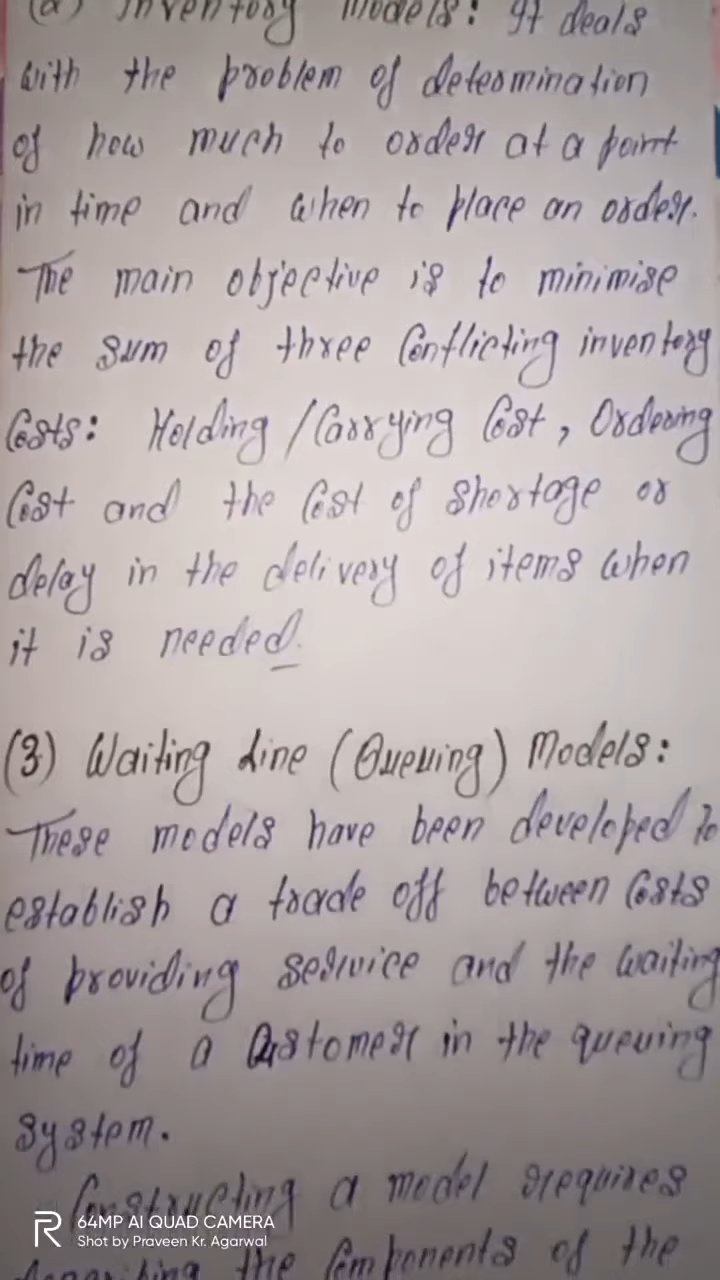 (2) Inventory Models: It deals
with the problem of determination
of how much to order at a point
in time and when to place an order.
The main objective is to minimise
the sum of three Conflicting inventory
Costs: Holding / Carrying Cost, Ordering
Cost and the Cost of Shortage or
delay in the delivery of items when
it is needed.
(3) Waiting Line (Queuing) Models:
These models have been developed to
establish a trade off between Costs
of providing service and the waiting
time of a Customer in the queuing
system.
Constructing a model requires
the Components of the
64MP AI QUAD CAMERA
Shot by Praveen Kr. Agarwal